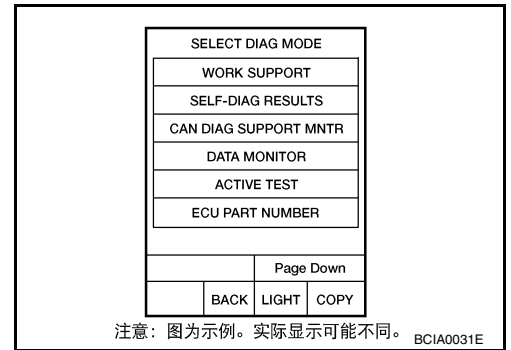 SELECT DIAG MODE
WORK SUPPORT
SELF-DIAG RESULTS
CAN DIAG SUPPORT MNTR
DATA MONITOR
ACTIVE TEST
ECU PART NUMBER
Page Down
BACK LIGHT COPY
注意：图为示例。实际显示可能不同。 BCIA0031E